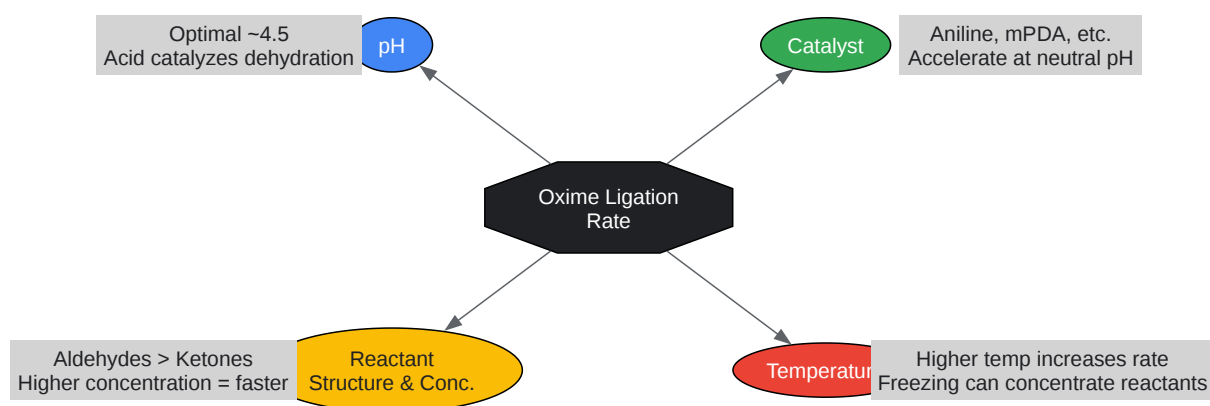 Optimal ~4.5
Acid catalyzes dehydration
pH
Catalyst
Aniline, mPDA, etc.
Accelerate at neutral pH
Oxime Ligation
Rate
Aldehydes > Ketones
Higher concentration = faster
Reactant
Structure & Conc.
Temperatur
Higher temp increases rate
Freezing can concentrate reactants